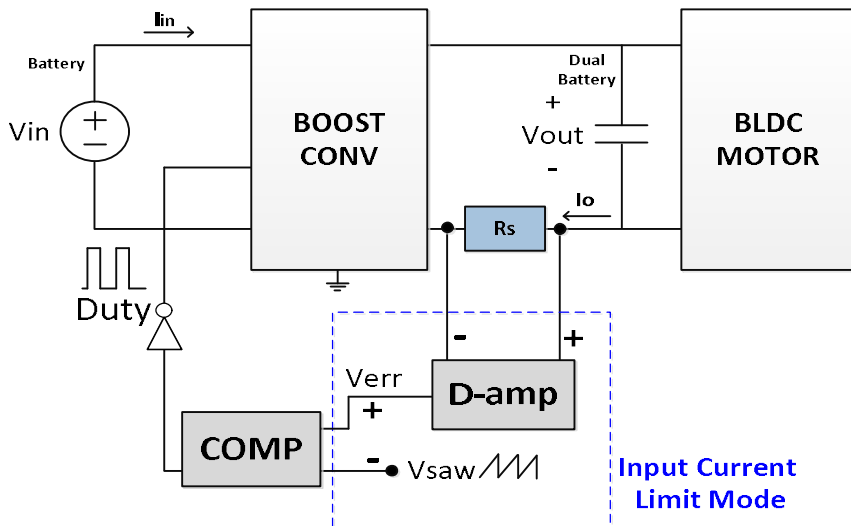 Iin
Battery
Vin
BOOST
CONV
Dual
Battery
+
Vout
-
BLDC
MOTOR
Io
Rs
Duty
-
+
Verr
+
D-amp
COMP
-
Vsaw
Input Current
Limit Mode